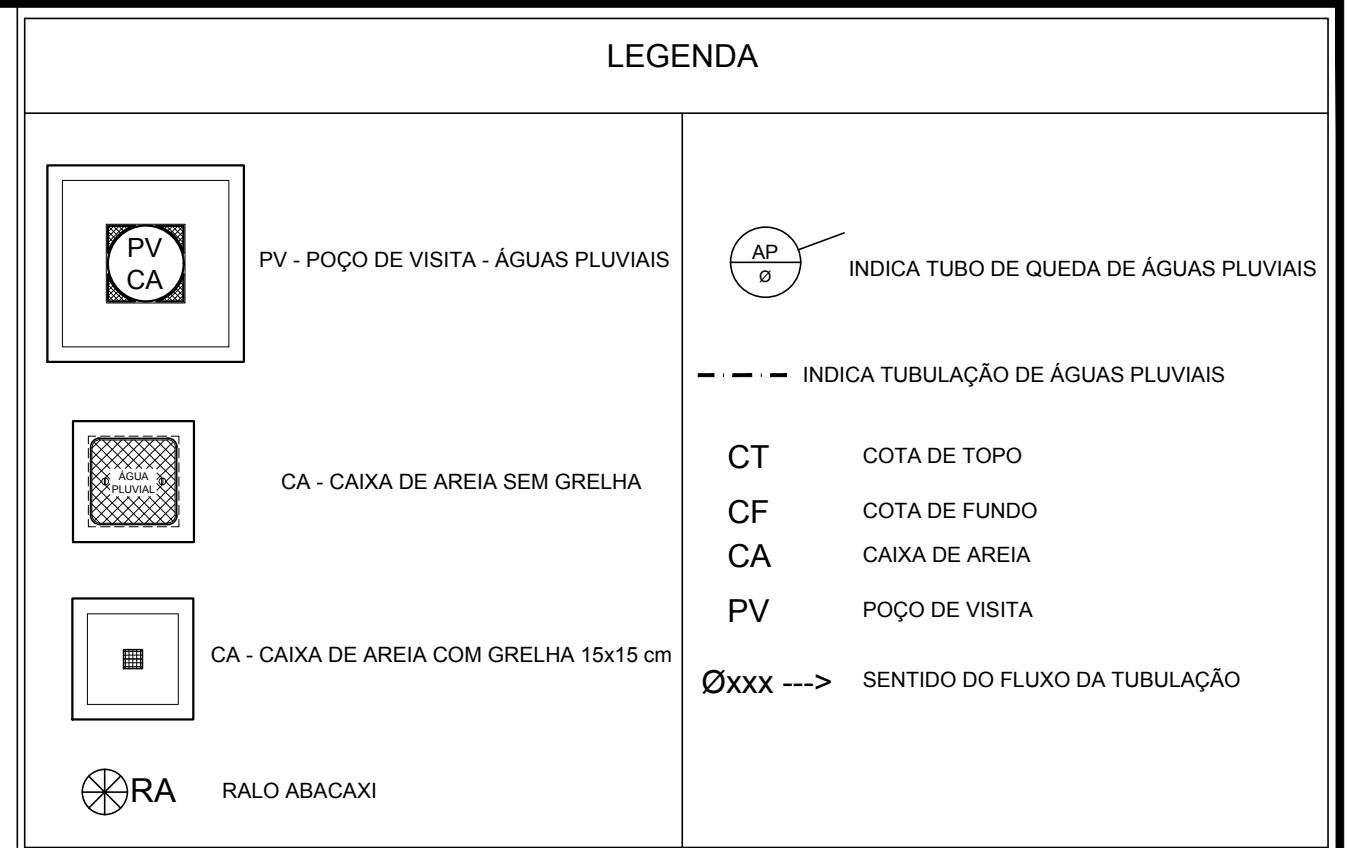 LEGENDA
PV
CA
PV - POÇO DE VISITA - ÁGUAS PLUVIAIS
ÁGUA
PLUVIAL
CA - CAIXA DE AREIA SEM GRELHA
CA - CAIXA DE AREIA COM GRELHA 15x15 cm
RA
RALO ABACAXI
AP
Ø
INDICA TUBO DE QUEDA DE ÁGUAS PLUVIAIS
INDICA TUBULAÇÃO DE ÁGUAS PLUVIAIS
CT COTA DE TOPO
CF COTA DE FUNDO
CA CAIXA DE AREIA
PV POÇO DE VISITA
Øxxx ---> SENTIDO DO FLUXO DA TUBULAÇÃO